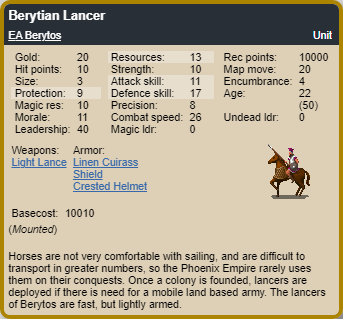 Berytian Lancer
EA Berytos Unit
Gold: 20 Resources: 13 Rec points: 10000
Hit points: 10 Strength: 10 Map move: 20
Size: 3 Attack skill: 11 Encumbrance: 4
Protection: 9 Defence skill: 17 Age: 22
Magic res: 10 Precision: 8 (50)
Morale: 11 Combat speed: 26 Undead ldr: 0
Leadership: 40 Magic ldr: 0
Weapons: Armor:
Light Lance Linen Cuirass
Shield
Crested Helmet
Basecost: 10010
(Mounted)
Horses are not very comfortable with sailing, and are difficult to
transport in greater numbers, so the Phoenix Empire rarely uses
them on their conquests. Once a colony is founded, lancers are
deployed if there is need for a mobile land based army. The lancers
of Berytos are fast, but lightly armed.